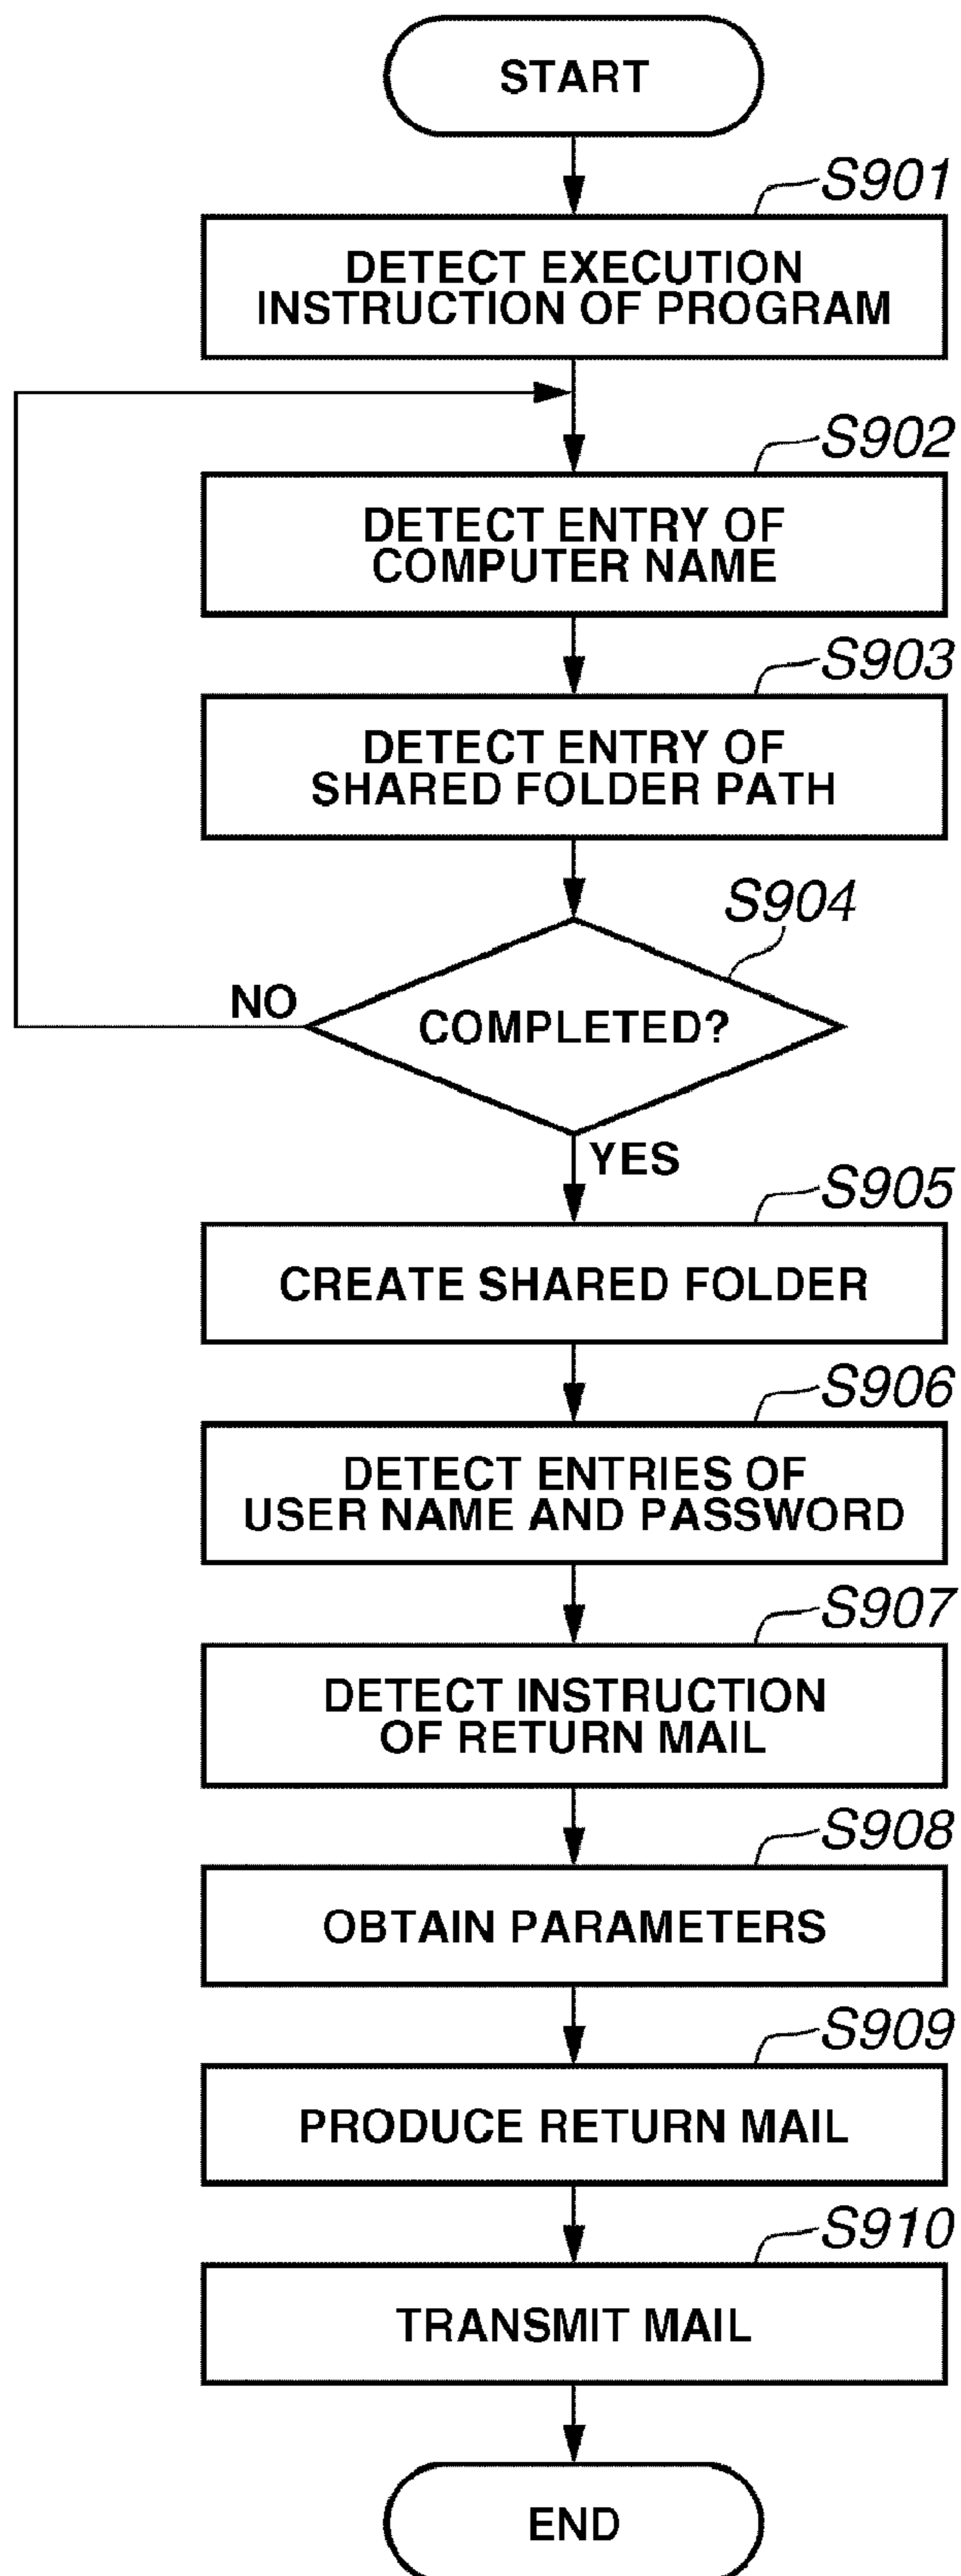 START
S901
DETECT EXECUTION
INSTRUCTION OF PROGRAM
S902
DETECT ENTRY OF
COMPUTER NAME
S903
DETECT ENTRY OF
SHARED FOLDER PATH
S904
NO
COMPLETED?
YES
S905
CREATE SHARED FOLDER
S906
DETECT ENTRIES OF
USER NAME AND PASSWORD
S907
DETECT INSTRUCTION
OF RETURN MAIL
S908
OBTAIN PARAMETERS
S909
PRODUCE RETURN MAIL
S910
TRANSMIT MAIL
END